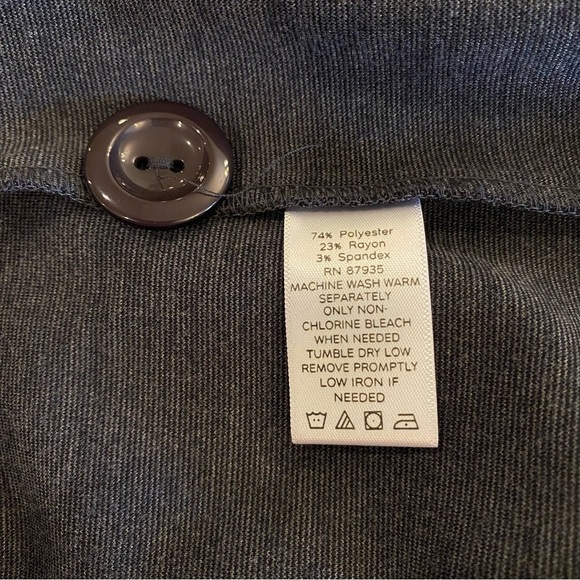 74% Polyester
23% Rayon
3% Spandex
RN 87935
MACHINE WASH WARM
SEPARATELY
ONLY NON-
CHLORINE BLEACH
WHEN NEEDED
TUMBLE DRY LOW
REMOVE PROMPTLY
LOW IRON IF
NEEDED